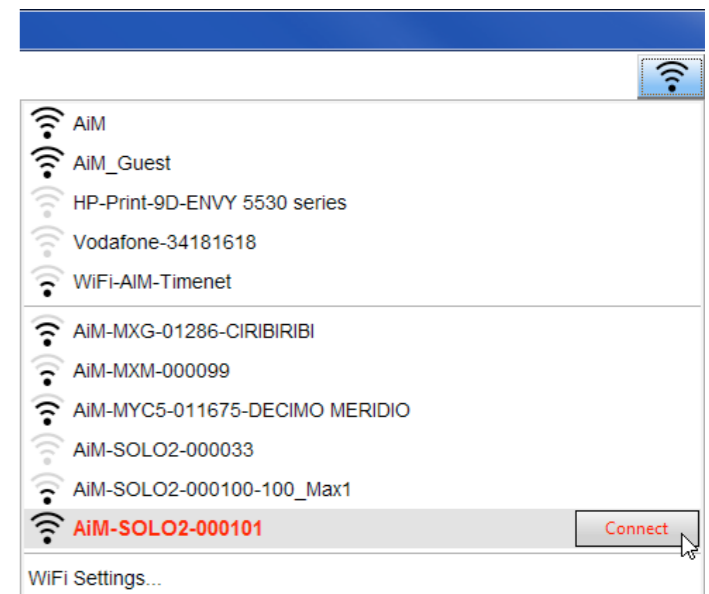 AiM
AiM_Guest
HP-Print-9D-ENVY 5530 series
Vodafone-34181618
WiFi-AIM-Timenet
AiM-MXG-01286-CIRIBIRIBI
AiM-MXM-000099
AiM-MYC5-011675-DECIMO MERIDIO
AiM-SOLO2-000033
AiM-SOLO2-000100-100_Max1
AiM-SOLO2-000101 Connect
WiFi Settings...